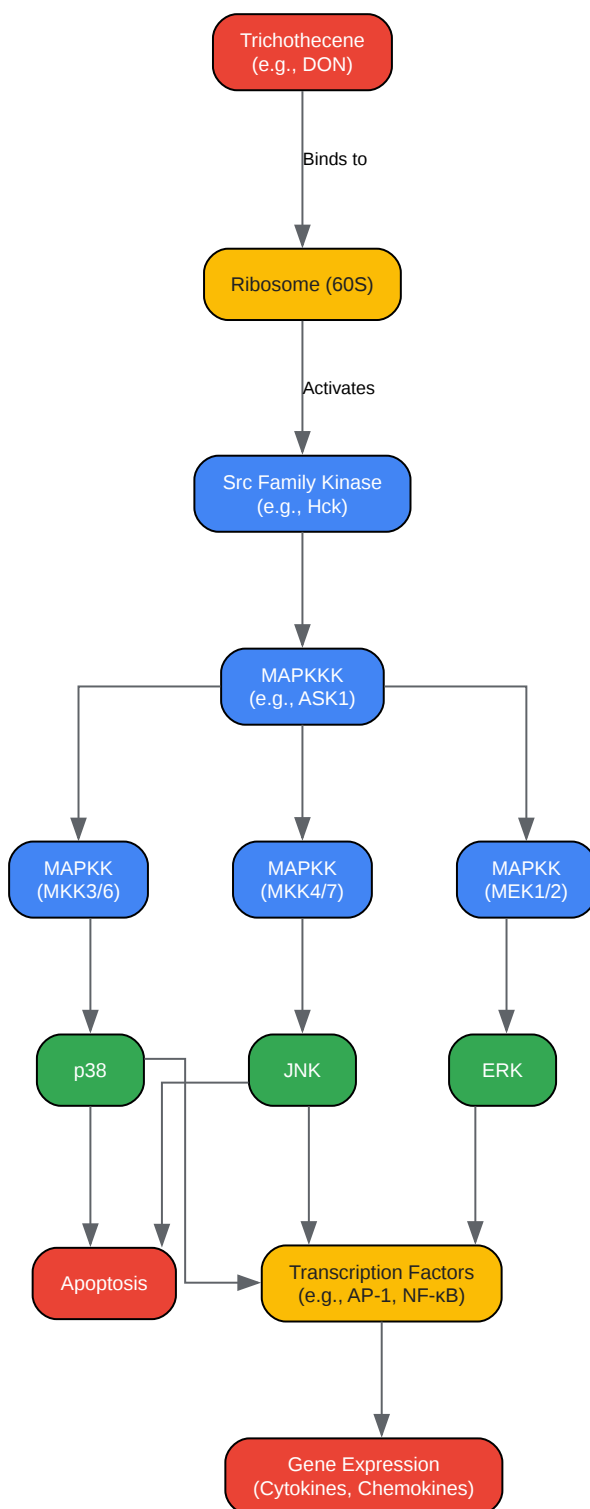 Trichothecene
(e.g., DON)
Binds to
Ribosome (60S)
Activates
Src Family Kinase
(e.g., Hck)
MAPKKK
(e.g., ASK1)
MAPKK
(MKK3/6)
MAPKK
(MKK4/7)
MAPKK
(MEK1/2)
p38
JNK
ERK
Apoptosis
Transcription Factors
(e.g., AP-1, NF-κB)
Gene Expression
(Cytokines, Chemokines)